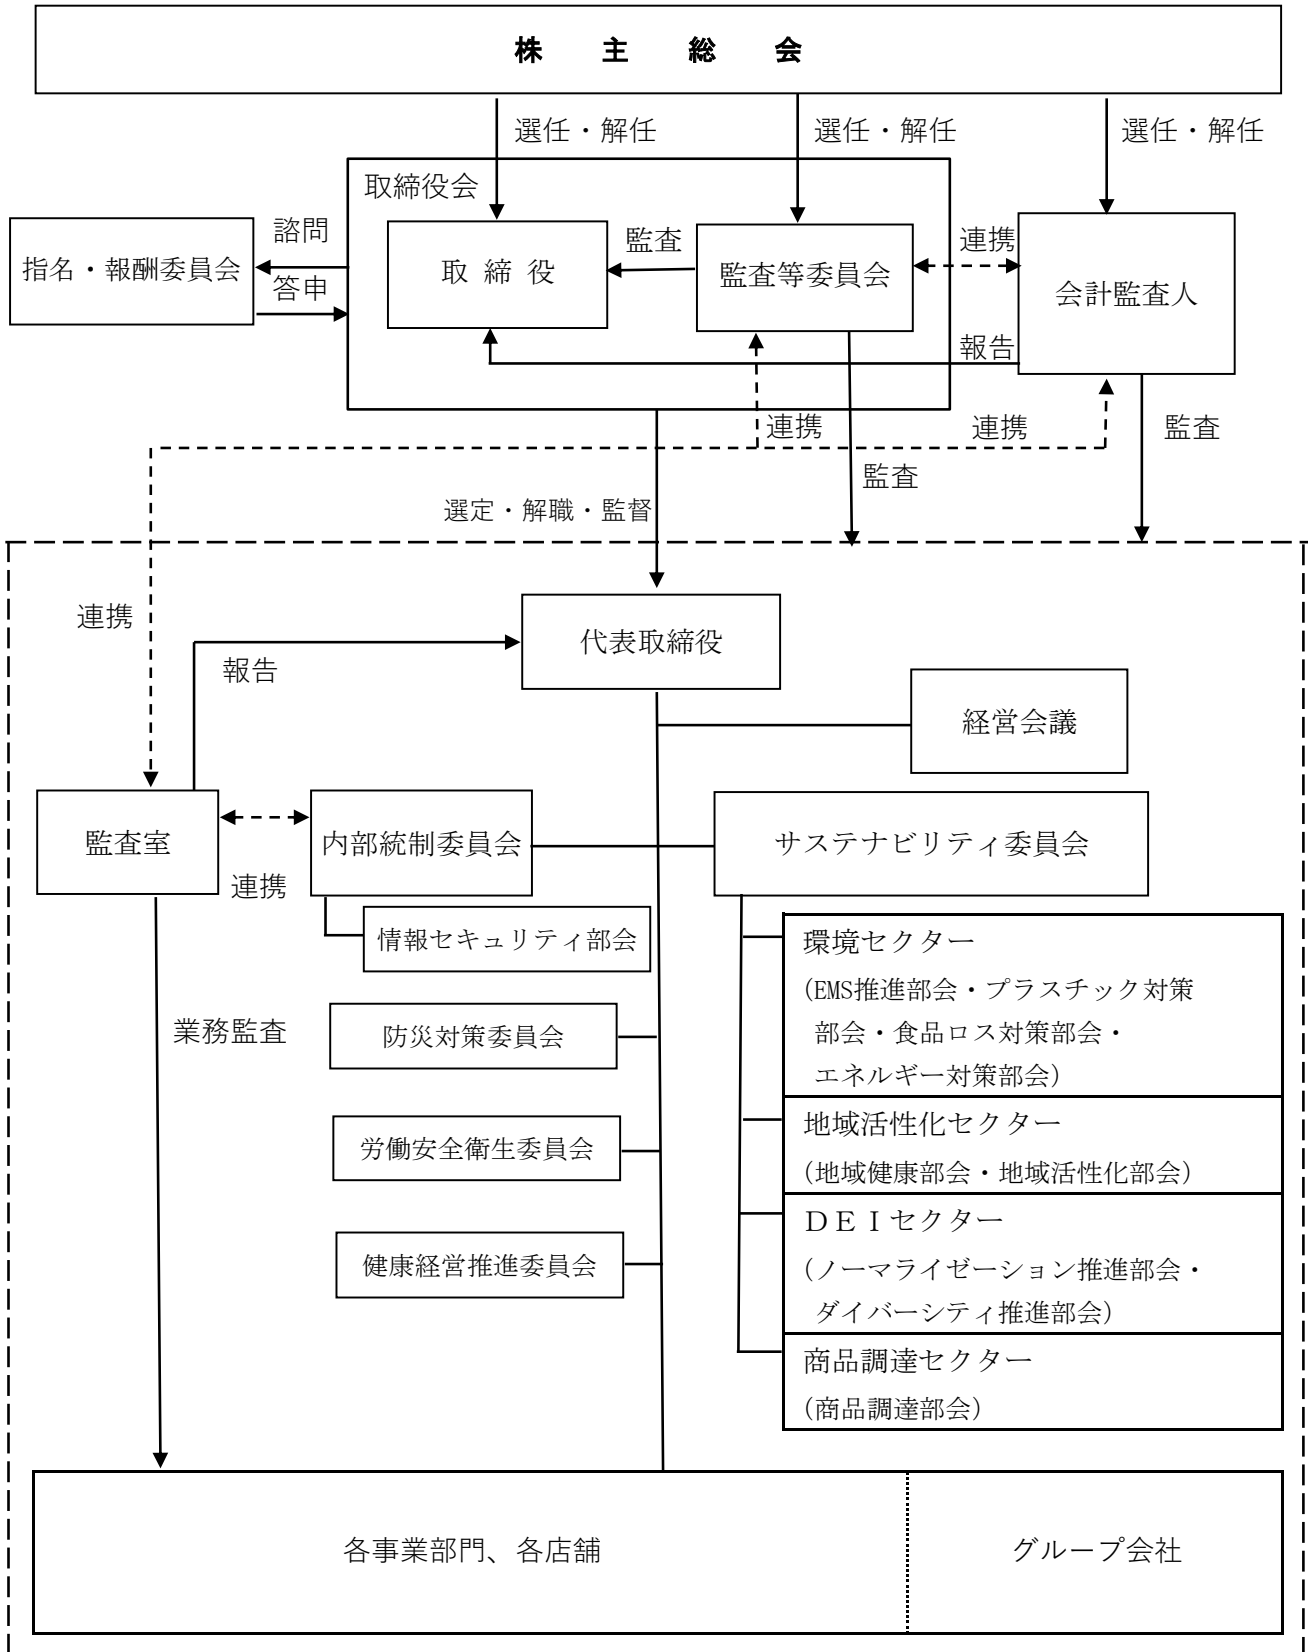 株 主 総 会
選任・解任
選任・解任
選任・解任
取締役会
諮問
指名・報酬委員会
答申
取 締 役
監査
監査等委員会
連携
会計監査人
報告
連携
連携
監査
監査
選定・解職・監督
連携
代表取締役
報告
経営会議
監査室
連携
内部統制委員会
サステナビリティ委員会
情報セキュリティ部会
業務監査
防災対策委員会
労働安全衛生委員会
健康経営推進委員会
環境セクター
(EMS推進部会・プラスチック対策
部会・食品ロス対策部会・
エネルギー対策部会)
地域活性化セクター
(地域健康部会・地域活性化部会)
ＤＥＩセクター
(ノーマライゼーション推進部会・
ダイバーシティ推進部会)
商品調達セクター
(商品調達部会)
各事業部門、各店舗
グループ会社